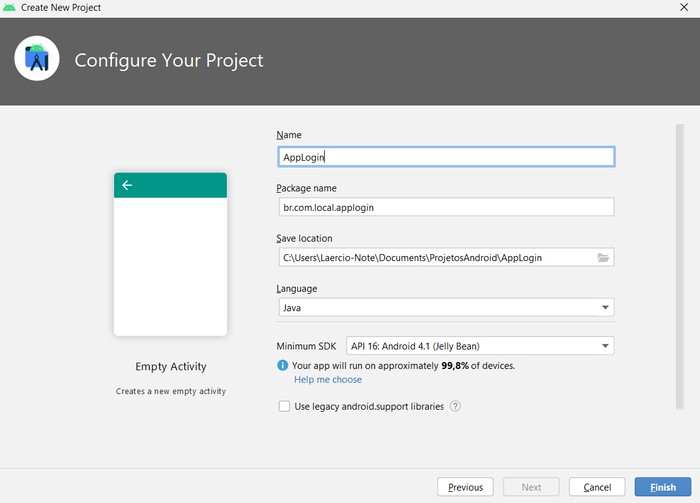 Create New Project
Configure Your Project
Name
AppLogin
Package name
br.com.local.applogin
Save location
C:\Users\Laercio-Note\Documents\ProjetosAndroid\AppLogin
Language
Java
Minimum SDK API 16: Android 4.1 (Jelly Bean)
Your app will run on approximately 99,8% of devices.
Help me choose
Use legacy android.support libraries ?
Empty Activity
Creates a new empty activity
Previous Next Cancel Finish